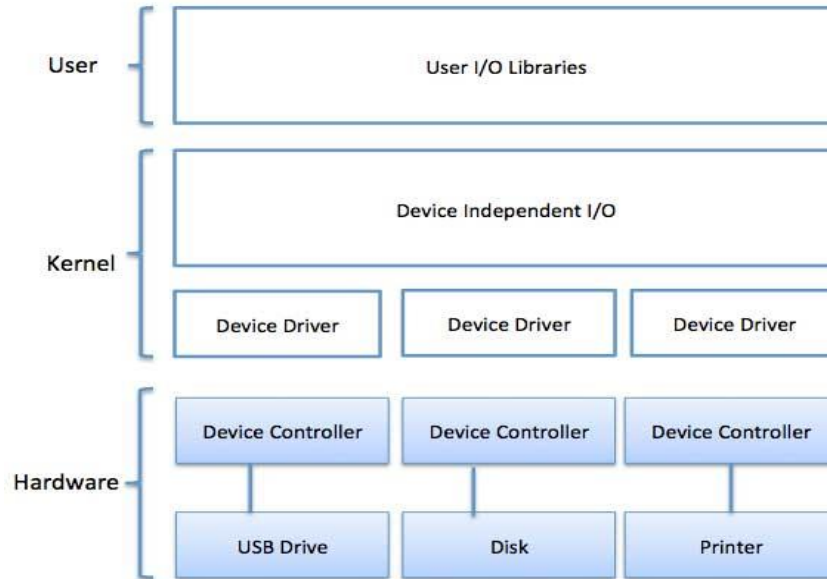 User
User I/O Libraries
Kernel
Device Independent I/O
Device Driver
Device Driver
Device Driver
Hardware
Device Controller
Device Controller
Device Controller
USB Drive
Disk
Printer